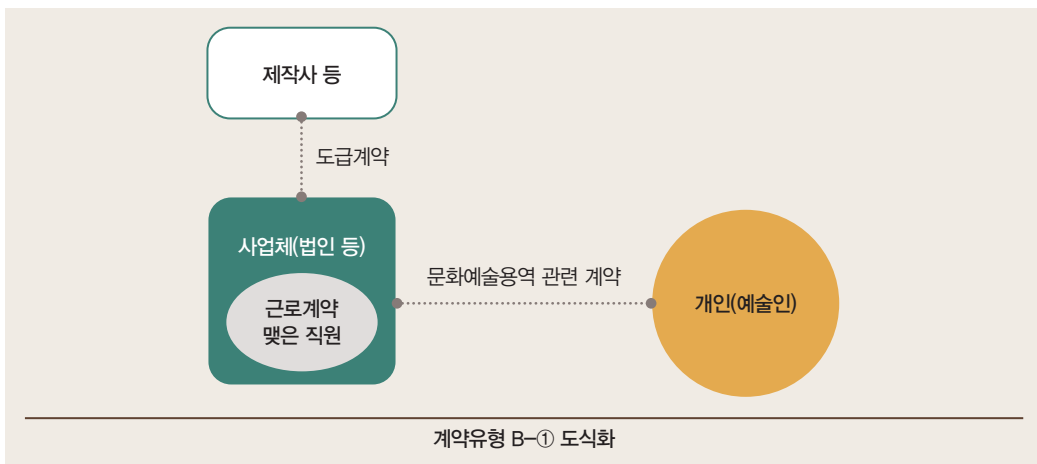 제작사 등
도급계약
사업체(법인 등)
근로계약
맺은 직원
문화예술용역 관련 계약
개인(예술인)
계약유형 B-① 도식화